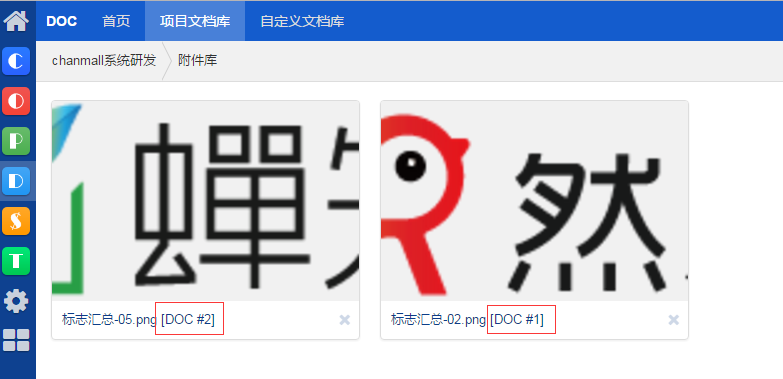 DOC 首页 项目文档库 自定义文档库
chanmall系统研发 附件库
蟬
然
标志汇总-05.png [DOC #2]
标志汇总-02.png [DOC #1]
C
O
P
D
S
T